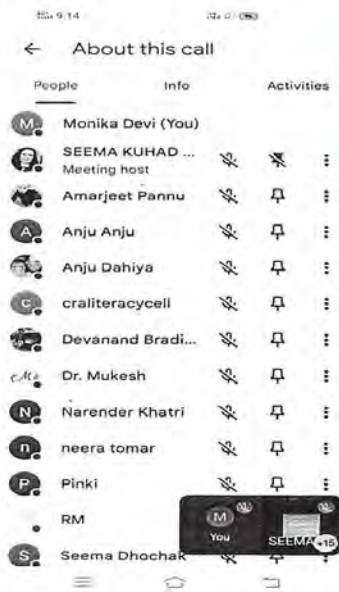 9:14
← About this call
People Info Activities
M Monika Devi (You)
SEEMA KUHAD ...
Meeting host
Amarjeet Pannu
A Anju Anju
Anju Dahiya
C craliteracycell
Devanand Bradi...
Dr. Mukesh
N Narender Khatri
n neera tomar
P Pinki
RM
M
You SEEMA +15
S Seema Dhochak